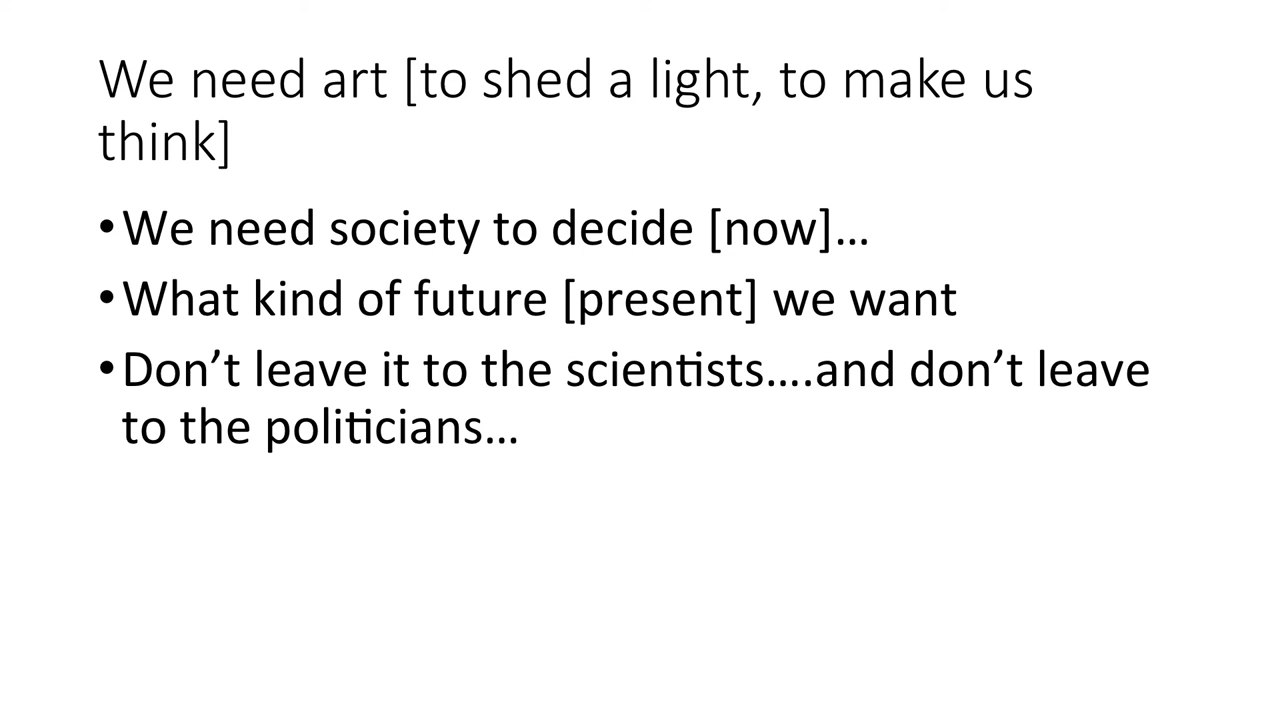 We need art [to shed a light, to make us
think]
•We need society to decide [now]…
•What kind of future [present] we want
•Don’t leave it to the scientists….and don’t leave
to the politicians…